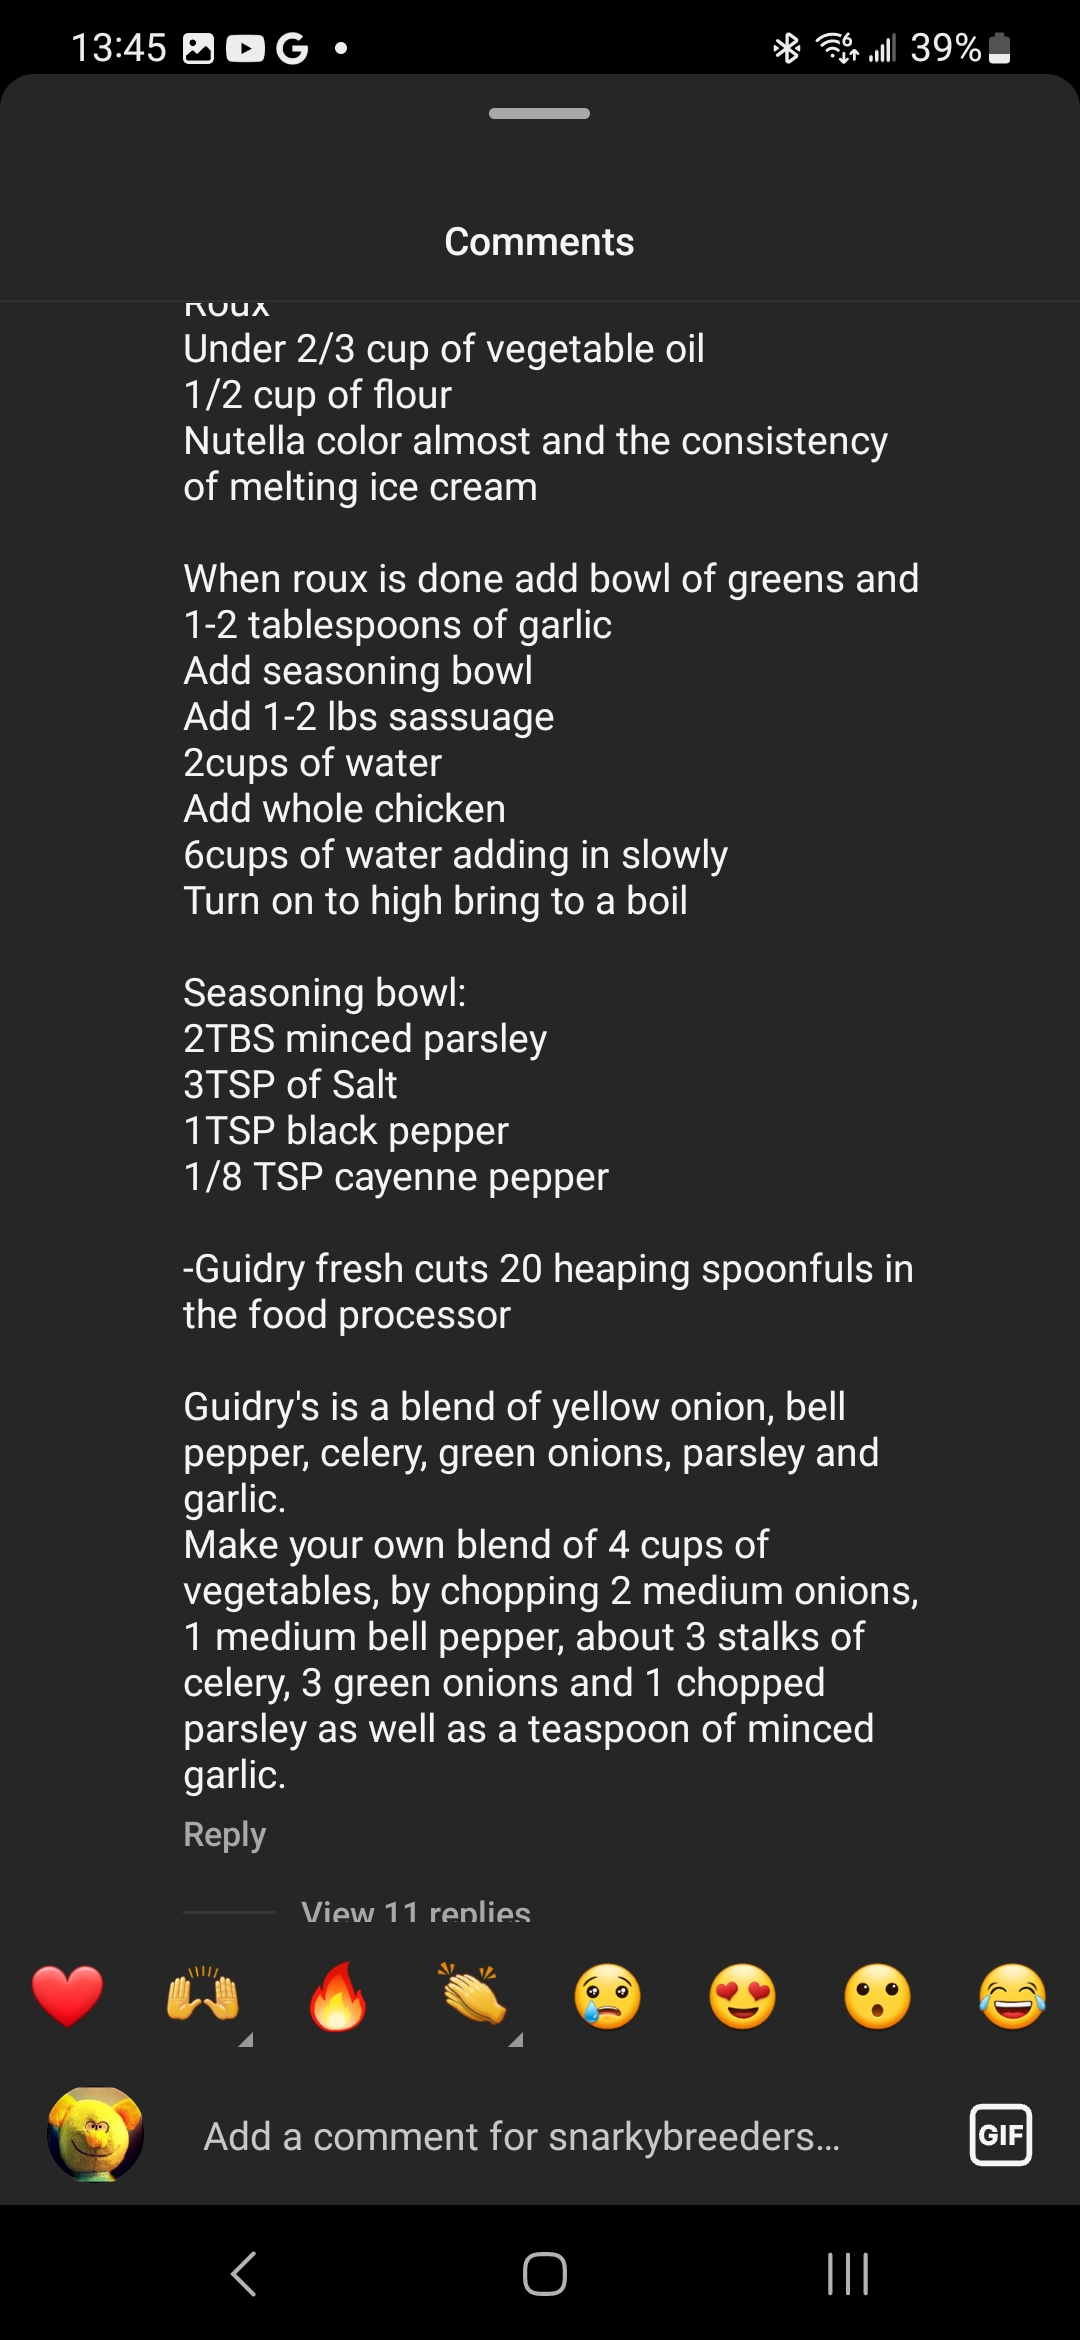 13:45
39%
Comments
Roux
Under 2/3 cup of vegetable oil
1/2 cup of flour
Nutella color almost and the consistency
of melting ice cream
When roux is done add bowl of greens and
1-2 tablespoons of garlic
Add seasoning bowl
Add 1-2 lbs sassuage
2cups of water
Add whole chicken
6cups of water adding in slowly
Turn on to high bring to a boil
Seasoning bowl:
2TBS minced parsley
3TSP of Salt
1TSP black pepper
1/8 TSP cayenne pepper
-Guidry fresh cuts 20 heaping spoonfuls in
the food processor
Guidry's is a blend of yellow onion, bell
pepper, celery, green onions, parsley and
garlic.
Make your own blend of 4 cups of
vegetables, by chopping 2 medium onions,
1 medium bell pepper, about 3 stalks of
celery, 3 green onions and 1 chopped
parsley as well as a teaspoon of minced
garlic.
Reply
View 11 replies
Add a comment for snarkybreeders...
GIF